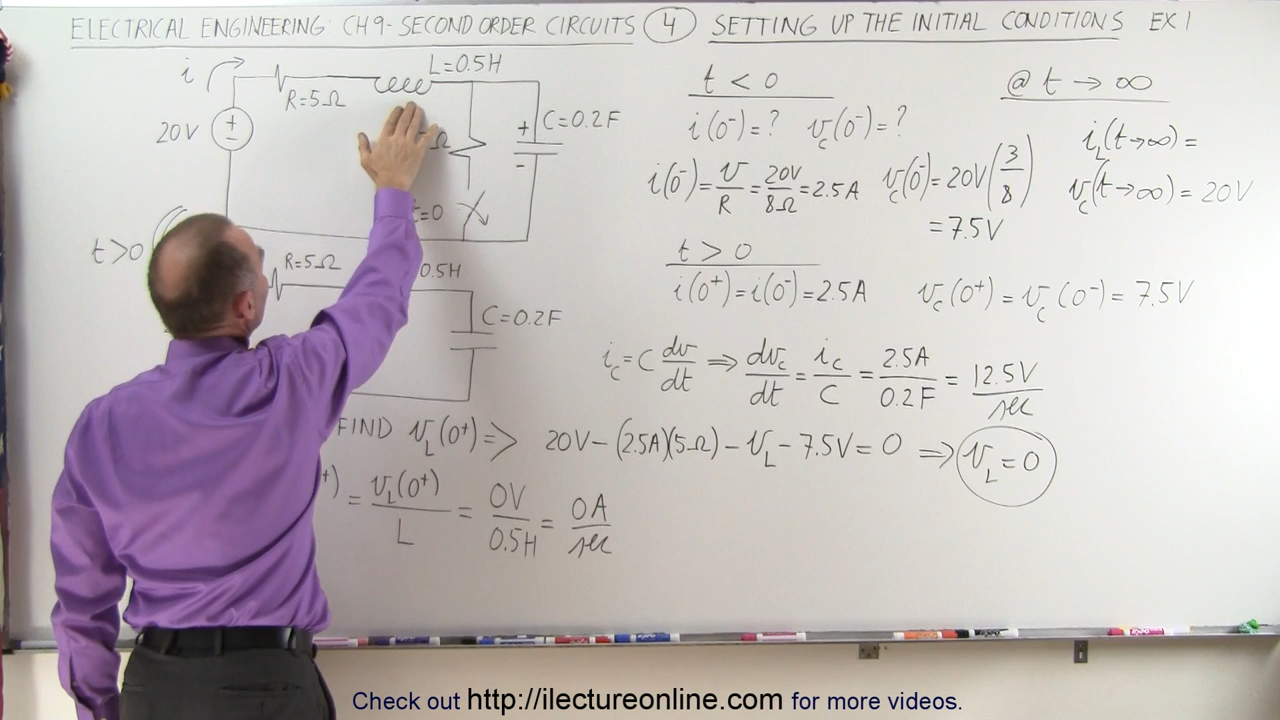 ELECTRICAL ENGINEERING: CH 9 - SECOND ORDER CIRCUITS (4) SETTING UP THE INITIAL CONDITIONS EX 1
i
R=5Ω
L=0.5H
20V
+
-
Ω
+
-
C=0.2F
t=0
t>0
R=5Ω
0.5H
C=0.2F
t < 0
i(0⁻)=? v_c(0⁻)=?
i(0⁻)=V/R=20V/8Ω=2.5A
v_c(0⁻)=20V(3/8)
=7.5V
@ t → ∞
i_L(t→∞)=
v_c(t→∞)=20V
t > 0
i(0⁺)=i(0⁻)=2.5A v_c(0⁺)=v_c(0⁻)=7.5V
i_c=C dv/dt ⇒ dv_c/dt=i_c/C=2.5A/0.2F=12.5V/sec
FIND v_L(0⁺)⇒ 20V-(2.5A)(5Ω)-v_L-7.5V=0 ⇒ v_L=0
⁺)=v_L(0⁺)/L=0V/0.5H=0A/sec
Check out http://ilectureonline.com for more videos.